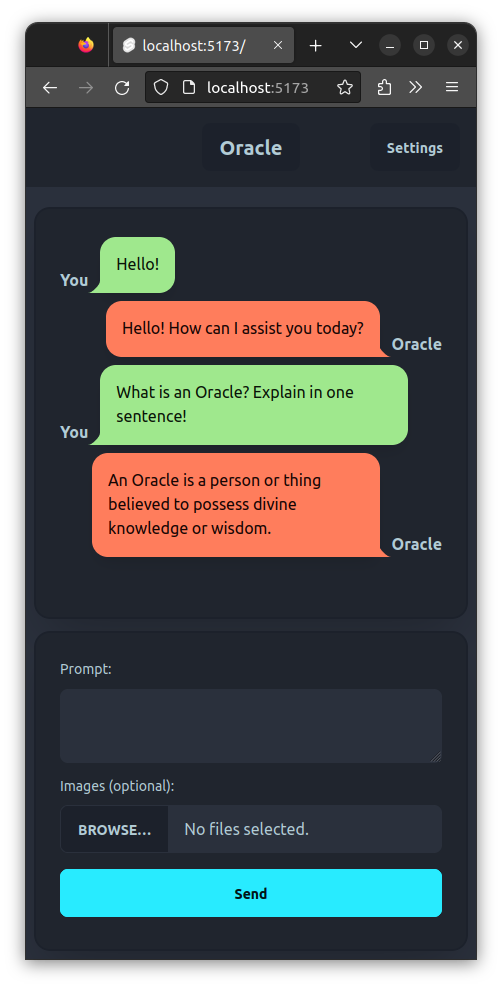 localhost:5173/
localhost:5173
Oracle
Settings
Hello!
You
Hello! How can I assist you today?
Oracle
What is an Oracle? Explain in one
sentence!
You
An Oracle is a person or thing
believed to possess divine
knowledge or wisdom.
Oracle
Prompt:
Images (optional):
BROWSE... No files selected.
Send